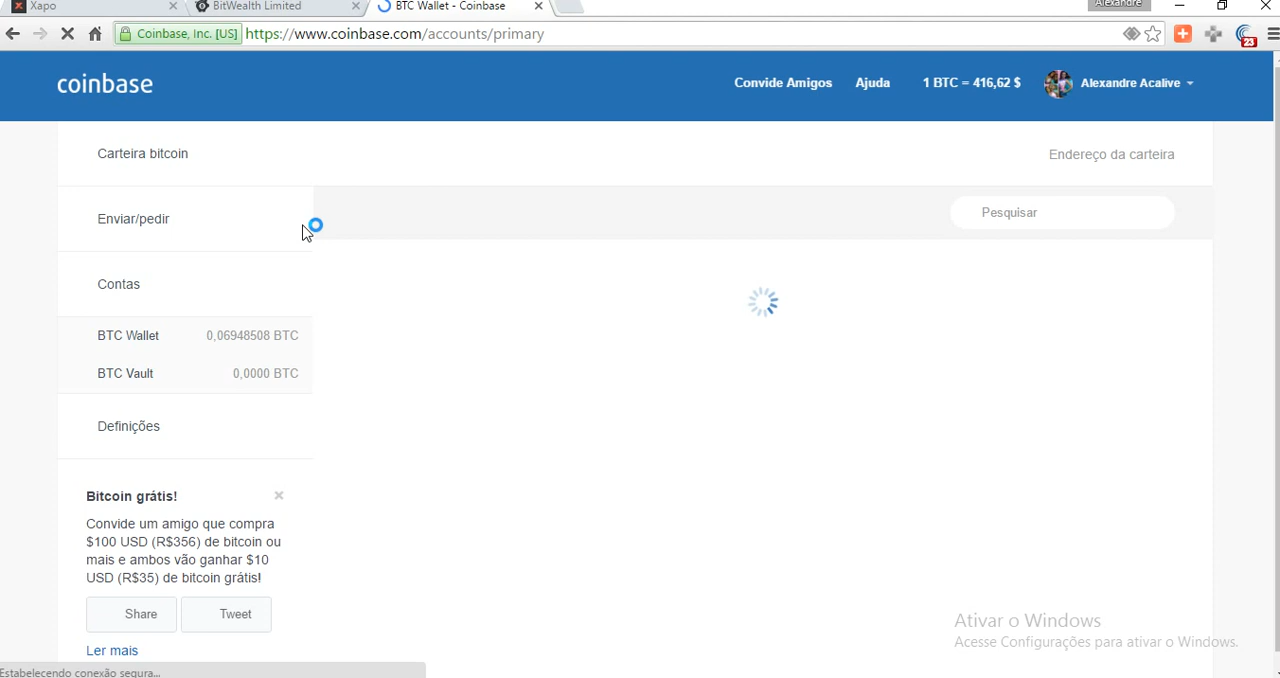 Xapo
BitWealth Limited
BTC Wallet - Coinbase
Alexandre
Coinbase, Inc. [US]
https://www.coinbase.com/accounts/primary
23
coinbase
Convide Amigos
Ajuda
1 BTC = 416,62 $
Alexandre Acalive
Carteira bitcoin
Endereço da carteira
Enviar/pedir
Pesquisar
Contas
BTC Wallet 0,06948508 BTC
BTC Vault 0,0000 BTC
Definições
Bitcoin grátis!
Convide um amigo que compra
$100 USD (R$356) de bitcoin ou
mais e ambos vão ganhar $10
USD (R$35) de bitcoin grátis!
Share
Tweet
Ler mais
Ativar o Windows
Acesse Configurações para ativar o Windows.
Estabelecendo conexão segura...